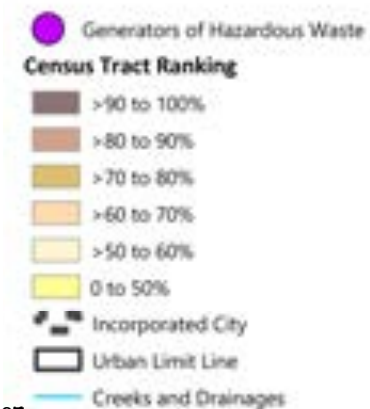 Generators of Hazardous Waste
Census Tract Ranking
>90 to 100%
>80 to 90%
>70 to 80%
>60 to 70%
>50 to 60%
0 to 50%
Incorporated City
Urban Limit Line
Creeks and Drainages